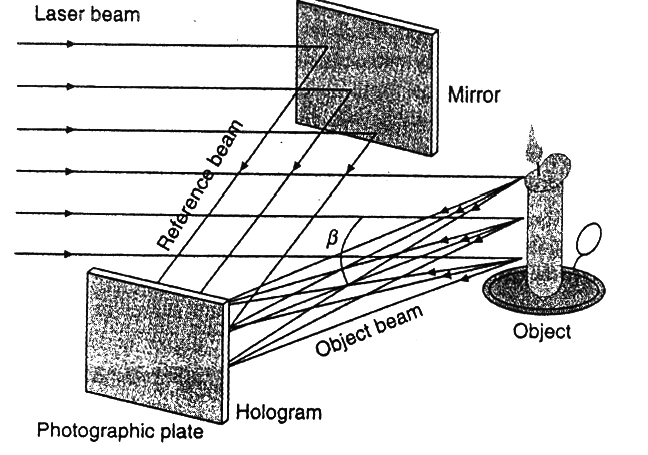 Laser beam
Mirror
Reference beam
β
Object beam
Object
Hologram
Photographic plate